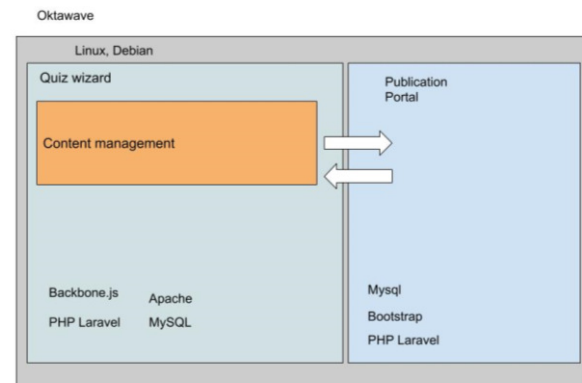 Oktawave
Linux, Debian
Quiz wizard
Content management
Backbone.js
Apache
PHP Laravel
MySQL
Publication
Portal
Mysql
Bootstrap
PHP Laravel